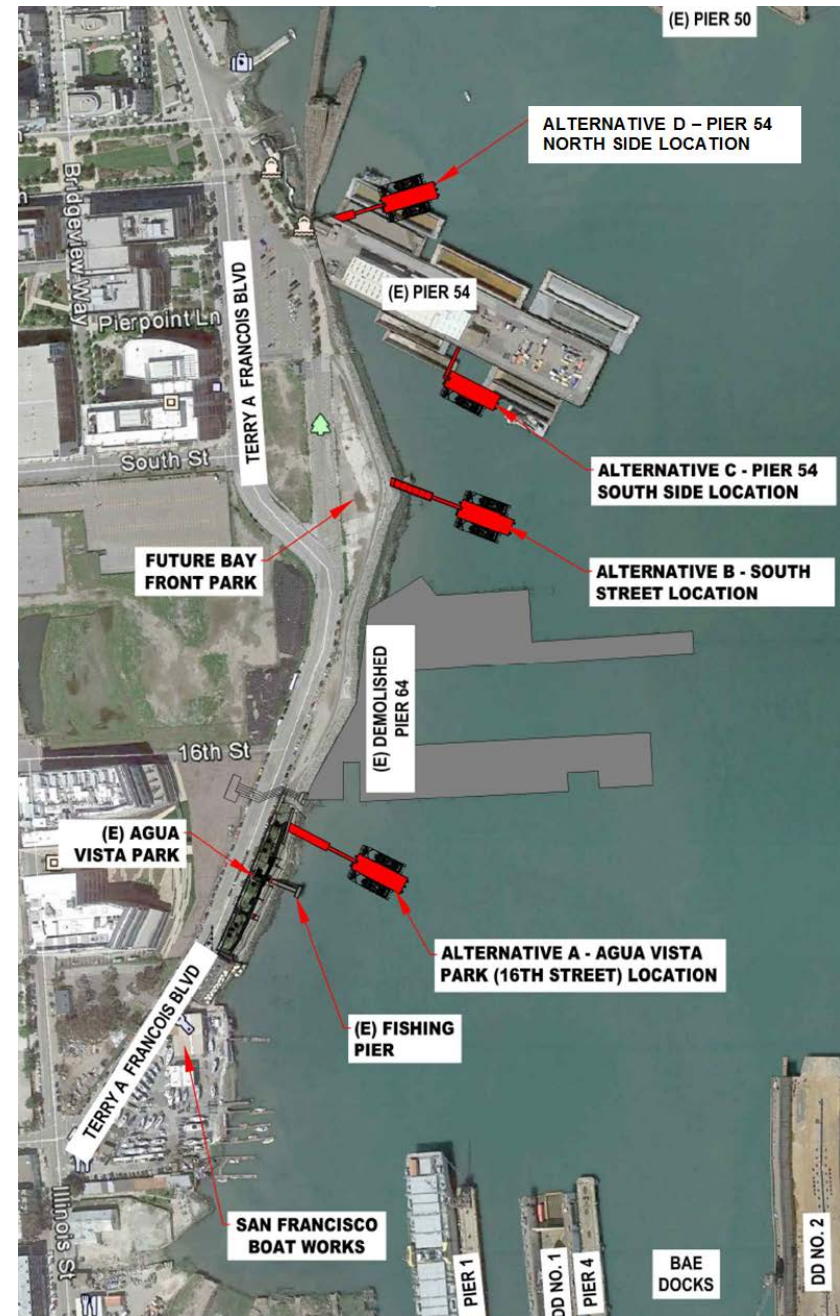 (E) PIER 50
ALTERNATIVE D – PIER 54
NORTH SIDE LOCATION
Bridgeview Way
TERRY A FRANCOIS BLVD
(E) PIER 54
Pierpoint Ln
South St
ALTERNATIVE C - PIER 54
SOUTH SIDE LOCATION
FUTURE BAY
FRONT PARK
ALTERNATIVE B - SOUTH
STREET LOCATION
(E) DEMOLISHED
PIER 64
16th St
(E) AGUA
VISTA PARK
ALTERNATIVE A - AGUA VISTA
PARK (16TH STREET) LOCATION
(E) FISHING
PIER
TERRY A FRANCOIS BLVD
Illinois St
SAN FRANCISCO
BOAT WORKS
PIER 1
DD NO. 1
PIER 4
BAE
DOCKS
DD NO. 2